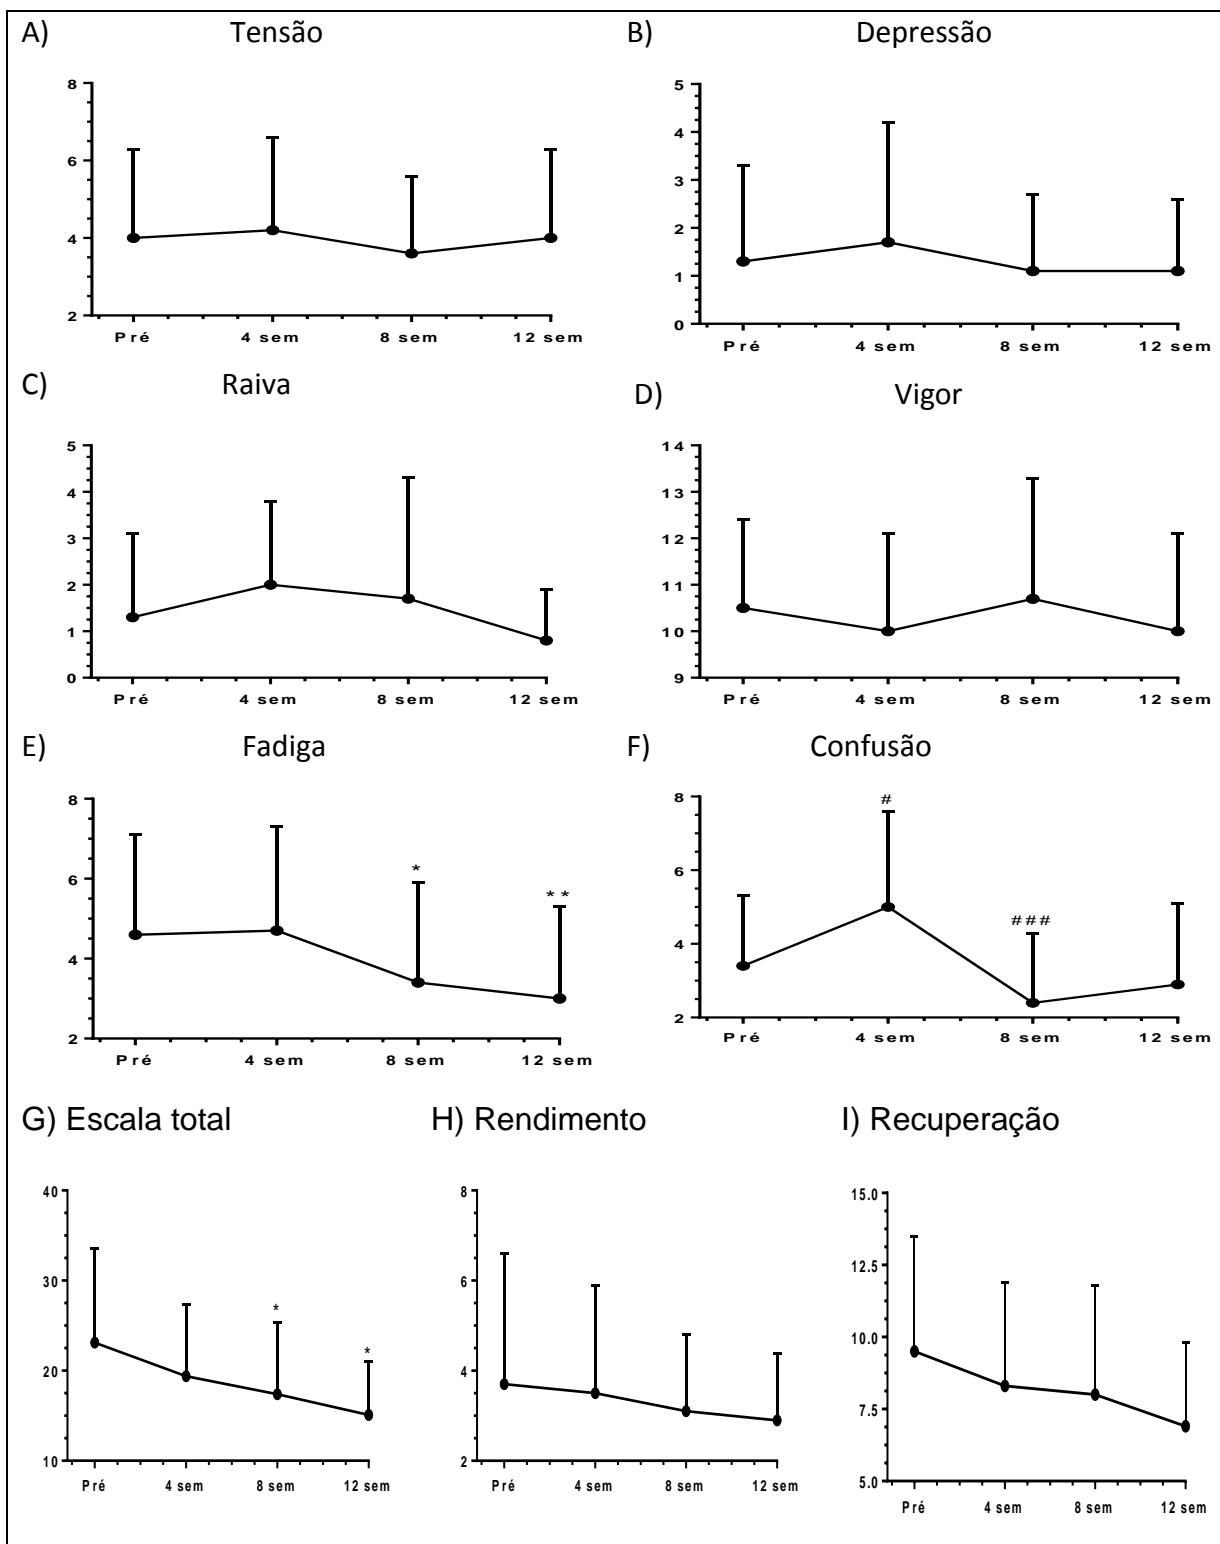 A) Tensão
8
6
4
2
Pré 4 sem 8 sem 12 sem
B) Depressão
5
4
3
2
1
0
Pré 4 sem 8 sem 12 sem
C) Raiva
5
4
3
2
1
0
Pré 4 sem 8 sem 12 sem
D) Vigor
14
13
12
11
10
9
Pré 4 sem 8 sem 12 sem
E) Fadiga
8
6
4
2
*
**
Pré 4 sem 8 sem 12 sem
F) Confusão
8
6
4
2
#
###
Pré 4 sem 8 sem 12 sem
G) Escala total
40
30
20
10
*
*
Pré 4 sem 8 sem 12 sem
H) Rendimento
8
6
4
2
Pré 4 sem 8 sem 12 sem
I) Recuperação
15.0
12.5
10.0
7.5
5.0
Pré 4 sem 8 sem 12 sem